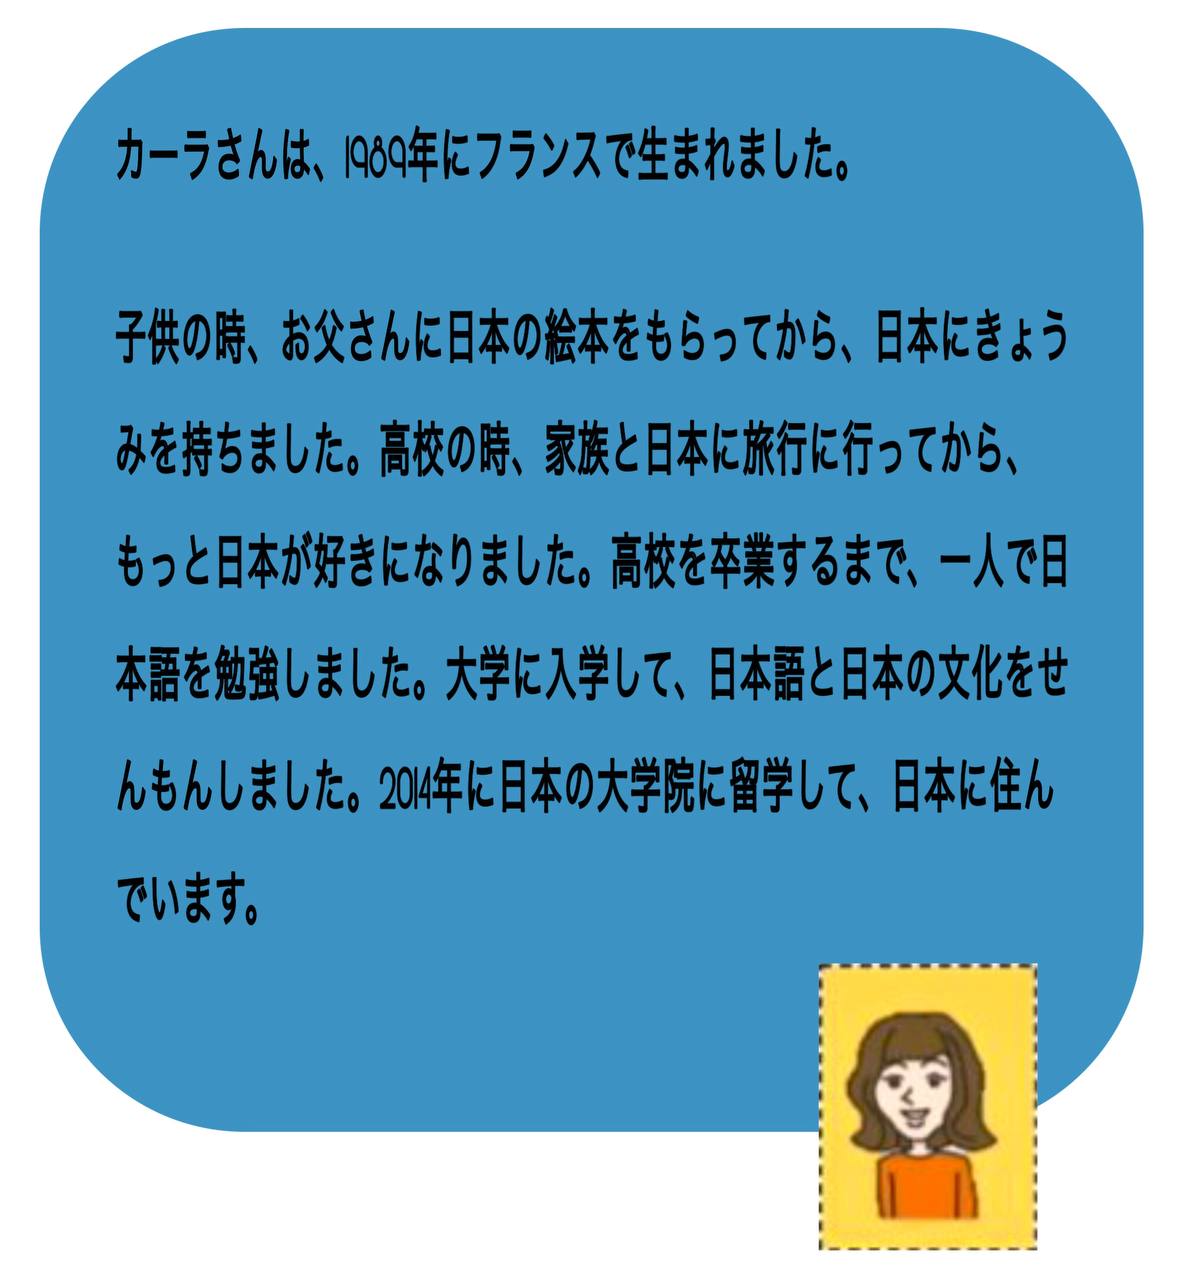 カーラさんは、1989年にフランスで生まれました。
子供の時、お父さんに日本の絵本をもらってから、日本にきょう
みを持ちました。高校の時、家族と日本に旅行に行ってから、
もっと日本が好きになりました。高校を卒業するまで、一人で日
本語を勉強しました。大学に入学して、日本語と日本の文化をせ
んもんしました。2014年に日本の大学院に留学して、日本に住ん
でいます。